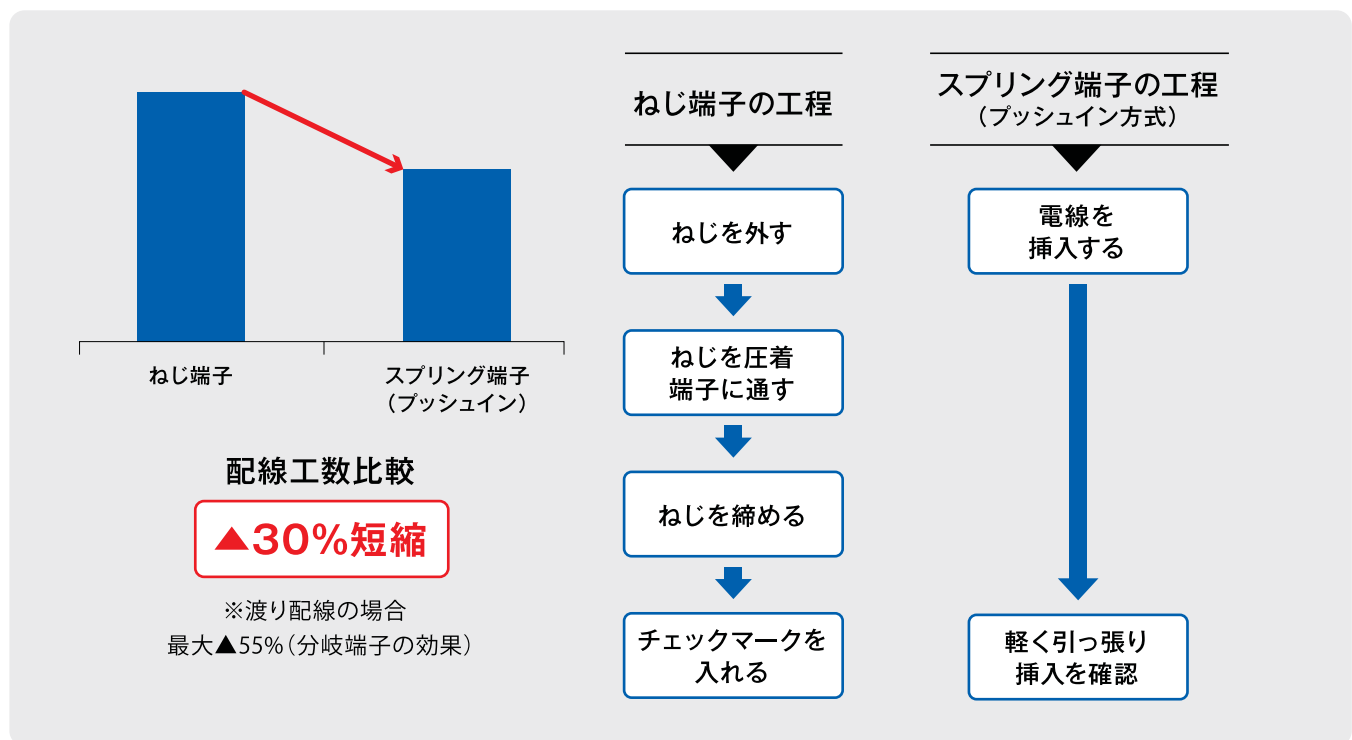 ねじ端子
スプリング端子
（プッシュイン）
配線工数比較
▲30%短縮
※渡り配線の場合
最大▲55%（分岐端子の効果）
ねじ端子の工程
ねじを外す
ねじを圧着
端子に通す
ねじを締める
チェックマークを
入れる
スプリング端子の工程
（プッシュイン方式）
電線を
挿入する
軽く引っ張り
挿入を確認